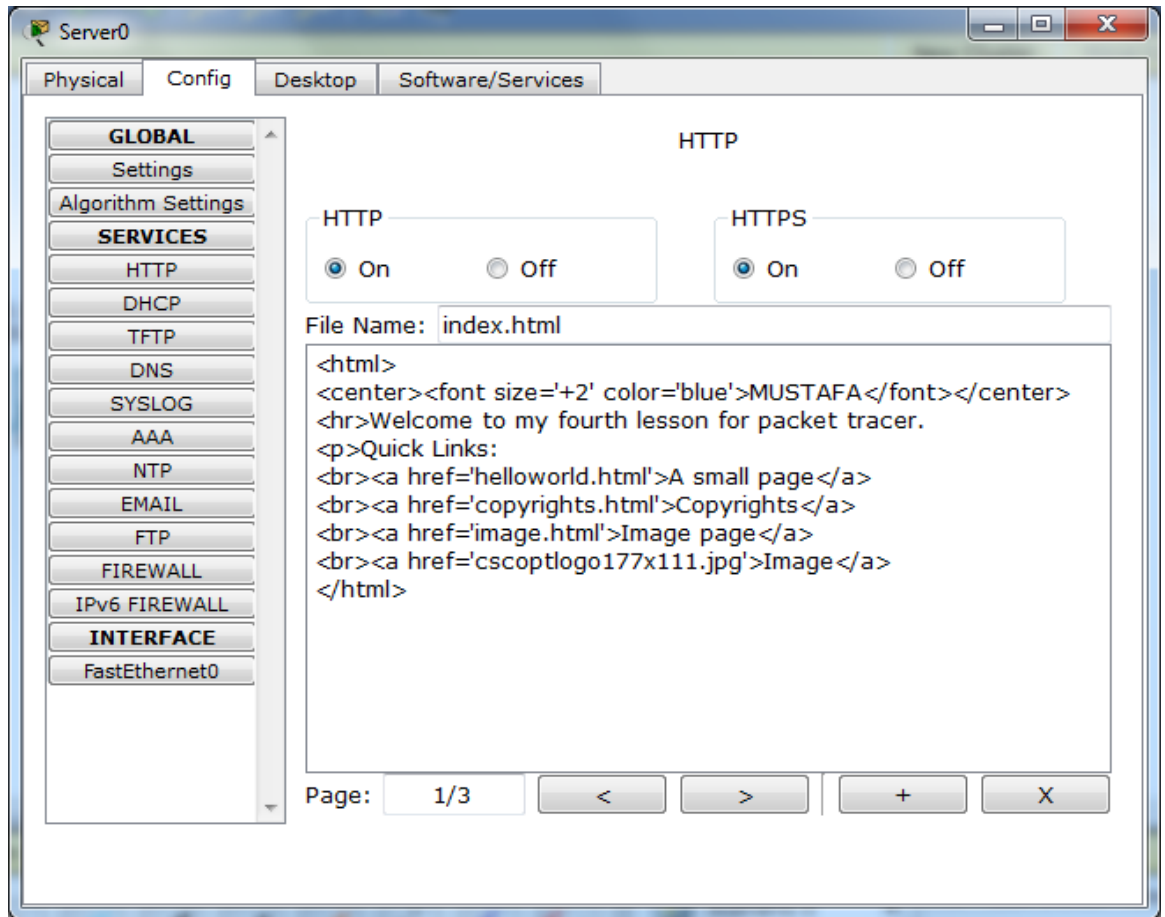 Server0
Physical Config Desktop Software/Services
GLOBAL
Settings
Algorithm Settings
SERVICES
HTTP
DHCP
TFTP
DNS
SYSLOG
AAA
NTP
EMAIL
FTP
FIREWALL
IPv6 FIREWALL
INTERFACE
FastEthernet0
HTTP
HTTP HTTPS
On Off On Off
File Name: index.html
<html>
<center><font size='+2' color='blue'>MUSTAFA</font></center>
<hr>Welcome to my fourth lesson for packet tracer.
<p>Quick Links:
<br><a href='helloworld.html'>A small page</a>
<br><a href='copyrights.html'>Copyrights</a>
<br><a href='image.html'>Image page</a>
<br><a href='cscoptlogo177x111.jpg'>Image</a>
</html>
Page: 1/3 < > + X